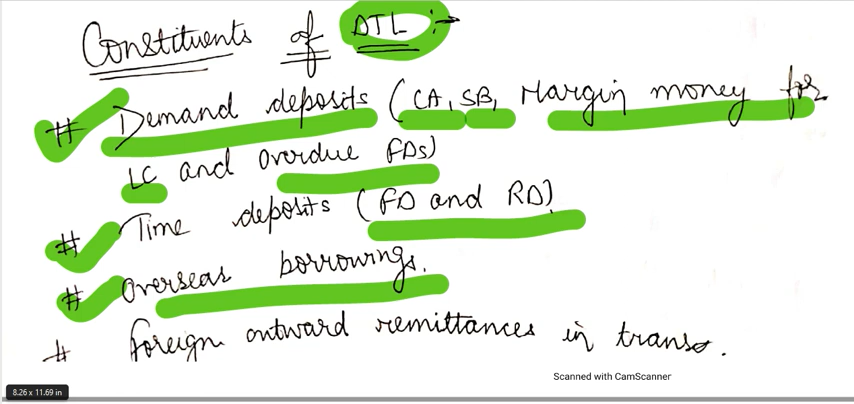 Constituents of DTL :-
# Demand deposits (CA, SB, Margin money for
LC and Overdue FDs)
# Time deposits (FD and RD)
# Overseas borrowings.
# foreign outward remittances in trans.
Scanned with CamScanner
8.26 x 11.69 in